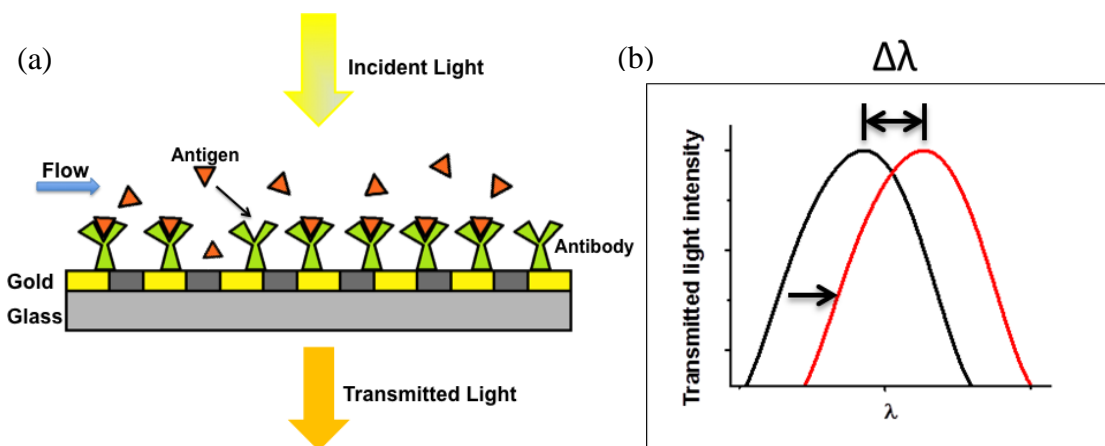 (a)
Incident Light
Antigen
Flow
Antibody
Gold
Glass
Transmitted Light
(b)
Δλ
Transmitted light intensity
λ